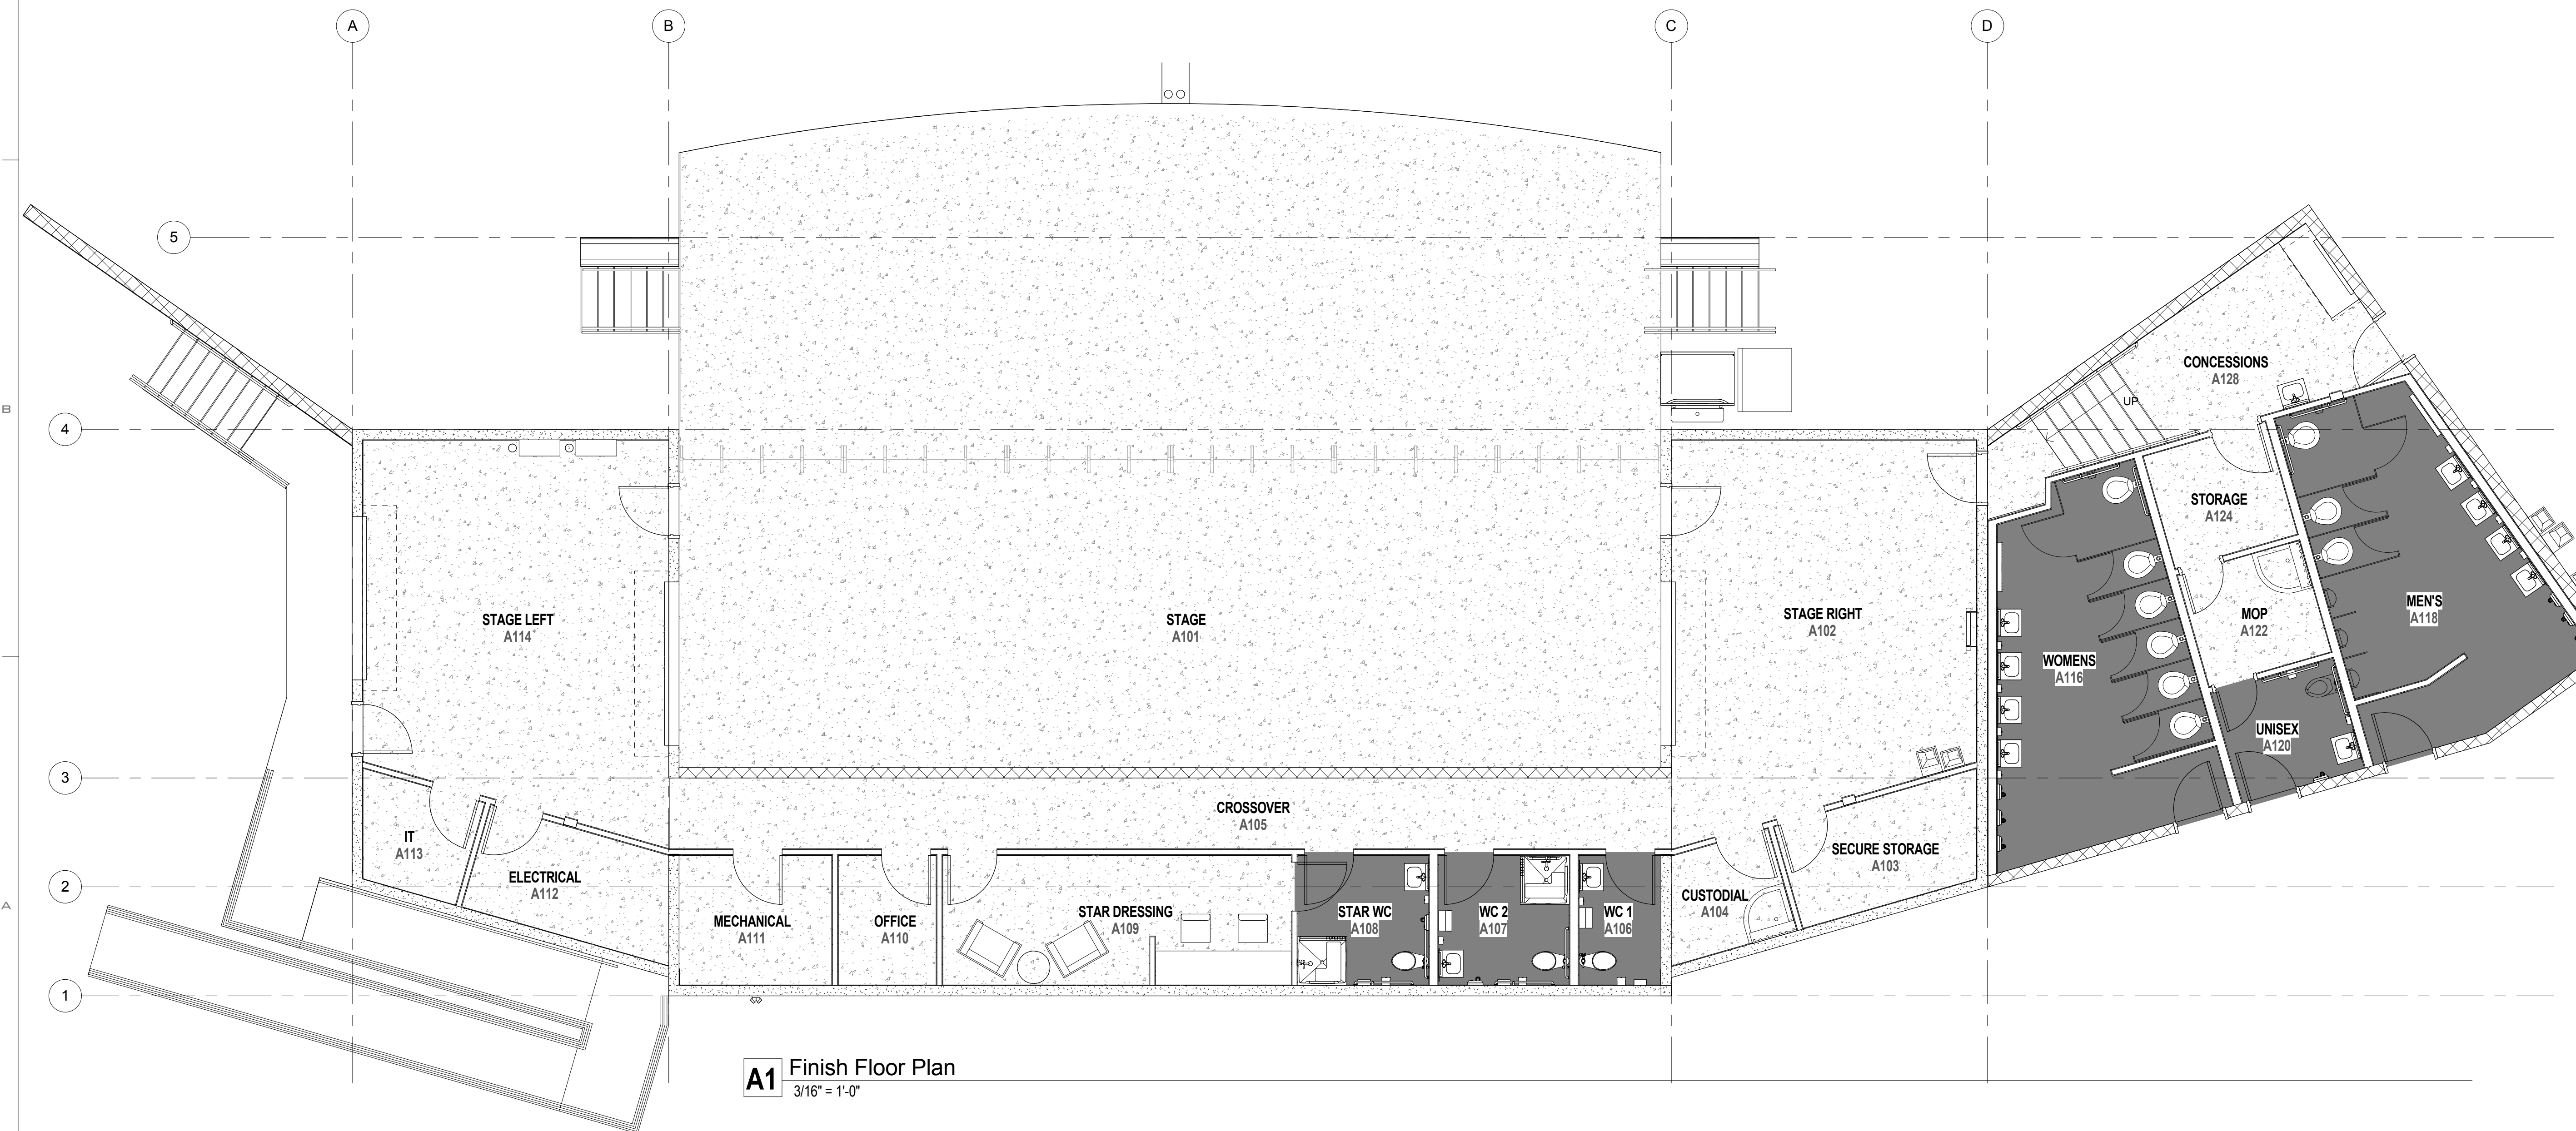 A
B
C
D
5
CONCESSIONS
A128
UP
B
4
STORAGE
A124
STAGE LEFT
A114
STAGE
A101
STAGE RIGHT
A102
MOP
A122
MEN'S
A118
WOMENS
A116
UNISEX
A120
3
CROSSOVER
A105
IT
A113
SECURE STORAGE
A103
ELECTRICAL
A112
2
CUSTODIAL
A104
A
MECHANICAL
A111
OFFICE
A110
STAR DRESSING
A109
STAR WC
A108
WC 2
A107
WC 1
A106
1
A1
Finish Floor Plan
3/16" = 1'-0"